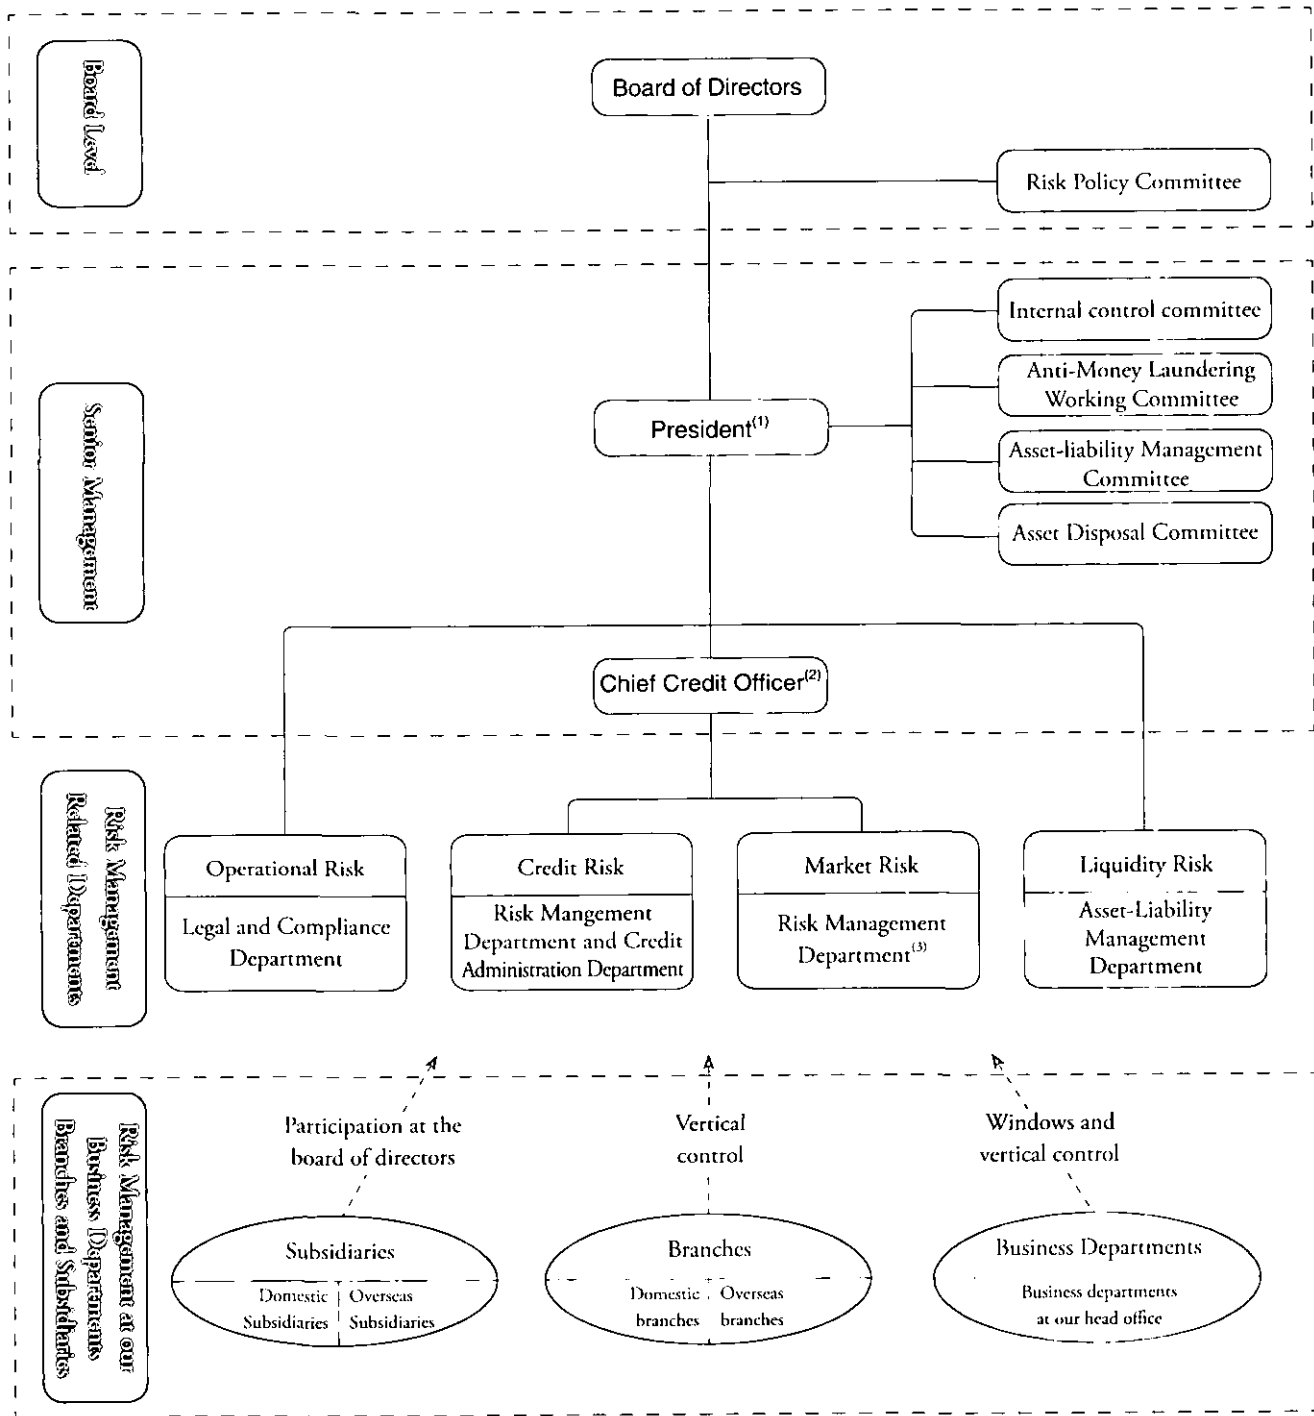 Board Level
Board of Directors
Risk Policy Committee
Senior Management
Internal control committee
Anti-Money Laundering
Working Committee
President(1)
Asset-liability Management
Committee
Asset Disposal Committee
Chief Credit Officer(2)
Risk Management
Related Departments
Operational Risk
Legal and Compliance
Department
Credit Risk
Risk Mangement
Department and Credit
Administration Department
Market Risk
Risk Management
Department(3)
Liquidity Risk
Asset-Liability
Management
Department
Risk Management at our
Business Departments
Branches and Subsidiaries
Participation at the
board of directors
Vertical
control
Windows and
vertical control
Subsidiaries
Domestic
Subsidiaries
Overseas
Subsidiaries
Branches
Domestic
branches
Overseas
branches
Business Departments
Business departments
at our head office